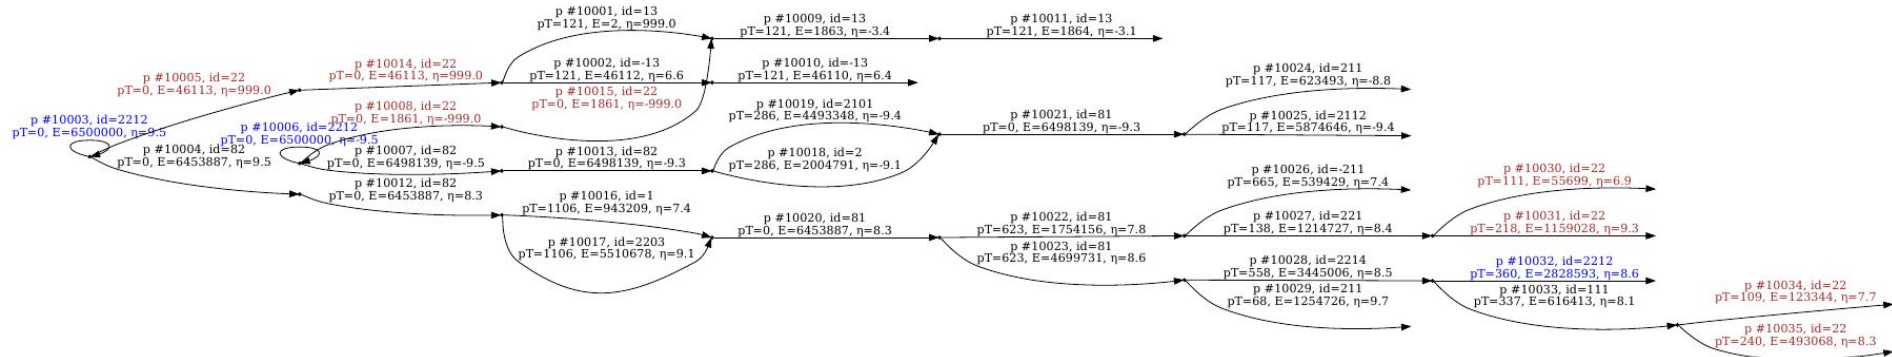 p #10001, id=13
pT=121, E=2, η=999.0
p #10009, id=13
pT=121, E=1863, η=-3.4
p #10011, id=13
pT=121, E=1864, η=-3.1
p #10005, id=22
pT=0, E=46113, η=999.0
p #10014, id=22
pT=0, E=46113, η=999.0
p #10002, id=-13
pT=121, E=46112, η=6.6
p #10010, id=-13
pT=121, E=46110, η=6.4
p #10024, id=211
pT=117, E=623493, η=-8.8
p #10015, id=22
pT=0, E=1861, η=-999.0
p #10008, id=22
pT=0, E=1861, η=-999.0
p #10019, id=2101
pT=286, E=4493348, η=-9.4
p #10021, id=81
pT=0, E=6498139, η=-9.3
p #10025, id=2112
pT=117, E=5874646, η=-9.4
p #10003, id=2212
pT=0, E=6500000, η=9.5
p #10006, id=2212
pT=0, E=6500000, η=-9.5
p #10004, id=82
pT=0, E=6453887, η=9.5
p #10007, id=82
pT=0, E=6498139, η=-9.5
p #10013, id=82
pT=0, E=6498139, η=-9.3
p #10018, id=2
pT=286, E=2004791, η=-9.1
p #10026, id=-211
pT=665, E=539429, η=7.4
p #10030, id=22
pT=111, E=55699, η=6.9
p #10012, id=82
pT=0, E=6453887, η=8.3
p #10016, id=1
pT=1106, E=943209, η=7.4
p #10020, id=81
pT=0, E=6453887, η=8.3
p #10022, id=81
pT=623, E=1754156, η=7.8
p #10027, id=221
pT=138, E=1214727, η=8.4
p #10031, id=22
pT=218, E=1159028, η=9.3
p #10017, id=2203
pT=1106, E=5510678, η=9.1
p #10023, id=81
pT=623, E=4699731, η=8.6
p #10028, id=2214
pT=558, E=3445006, η=8.5
p #10032, id=2212
pT=360, E=2828593, η=8.6
p #10029, id=211
pT=68, E=1254726, η=9.7
p #10033, id=111
pT=337, E=616413, η=8.1
p #10034, id=22
pT=109, E=123344, η=7.7
p #10035, id=22
pT=240, E=493068, η=8.3